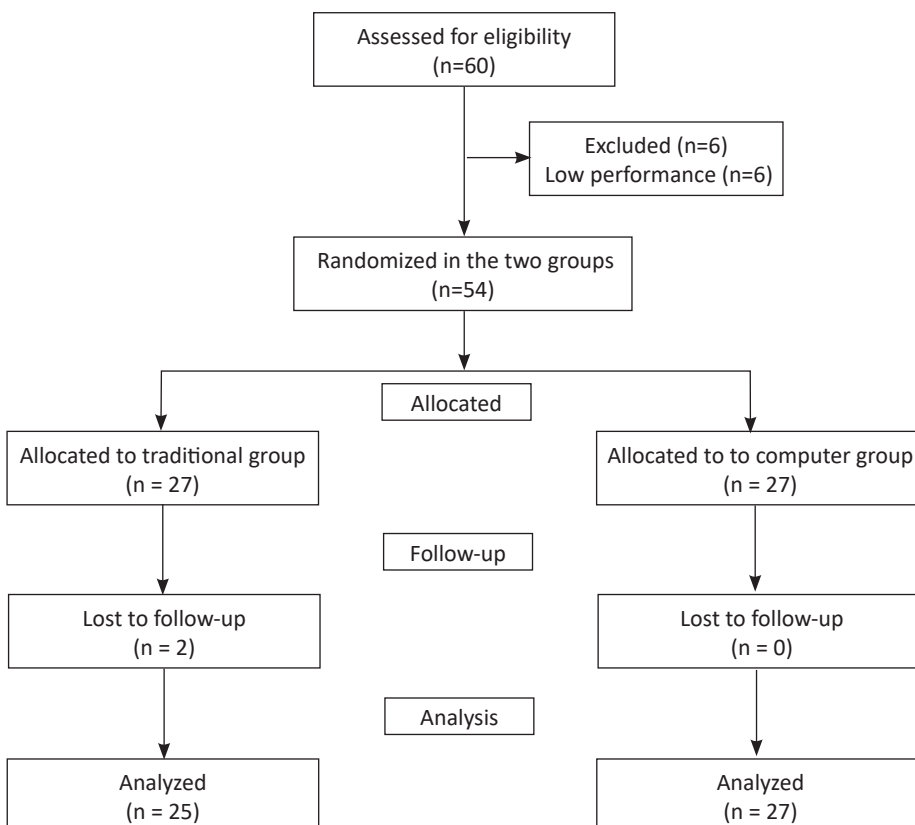 Assessed for eligibility
(n=60)
Excluded (n=6)
Low performance (n=6)
Randomized in the two groups
(n=54)
Allocated
Allocated to traditional group
(n = 27)
Allocated to to computer group
(n = 27)
Follow-up
Lost to follow-up
(n = 2)
Lost to follow-up
(n = 0)
Analysis
Analyzed
(n = 25)
Analyzed
(n = 27)